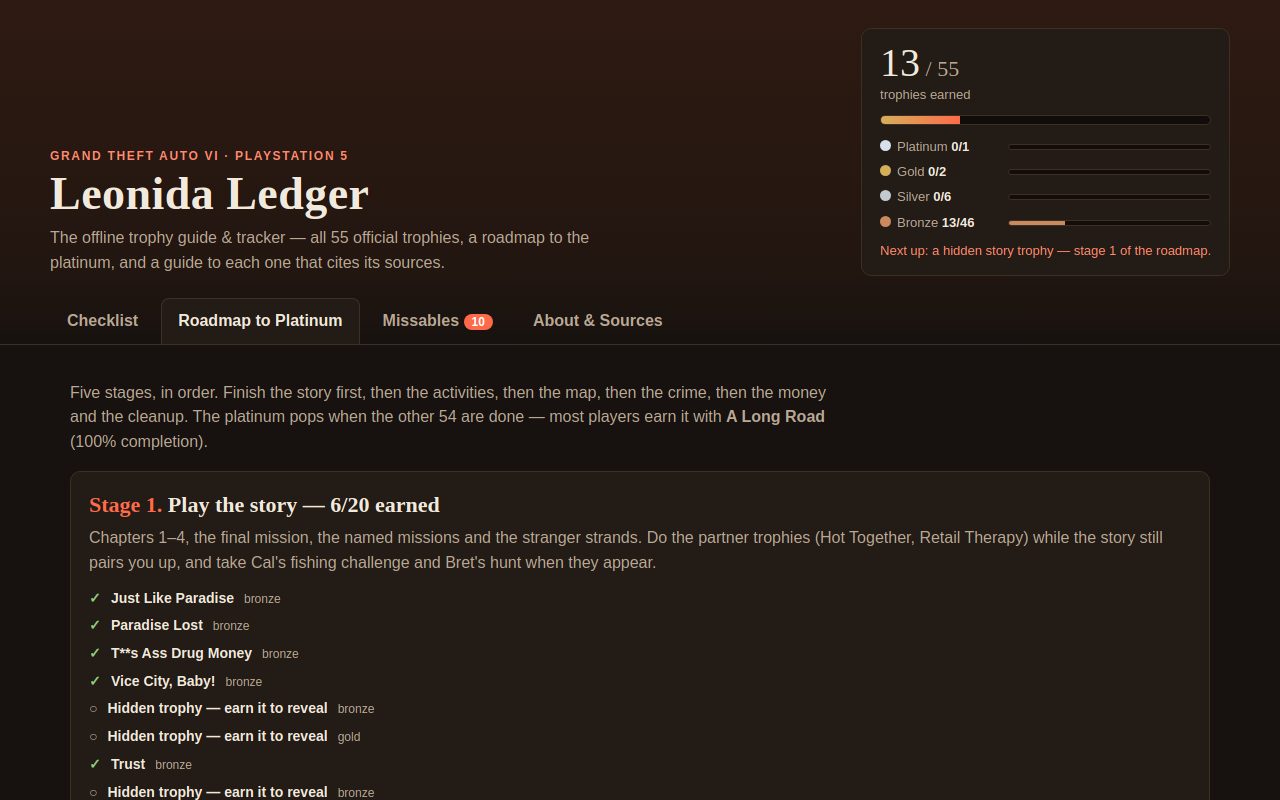 13 / 55
trophies earned
Platinum 0/1
Gold 0/2
Silver 0/6
Bronze 13/46
Next up: a hidden story trophy — stage 1 of the roadmap.
GRAND THEFT AUTO VI · PLAYSTATION 5
Leonida Ledger
The offline trophy guide & tracker — all 55 official trophies, a roadmap to the
platinum, and a guide to each one that cites its sources.
Checklist Roadmap to Platinum Missables 10 About & Sources
Five stages, in order. Finish the story first, then the activities, then the map, then the crime, then the money
and the cleanup. The platinum pops when the other 54 are done — most players earn it with A Long Road
(100% completion).
Stage 1. Play the story — 6/20 earned
Chapters 1–4, the final mission, the named missions and the stranger strands. Do the partner trophies (Hot Together, Retail Therapy) while the story still
pairs you up, and take Cal's fishing challenge and Bret's hunt when they appear.
✓ Just Like Paradise bronze
✓ Paradise Lost bronze
✓ T**s Ass Drug Money bronze
✓ Vice City, Baby! bronze
○ Hidden trophy — earn it to reveal bronze
○ Hidden trophy — earn it to reveal gold
✓ Trust bronze
○ Hidden trophy — earn it to reveal bronze